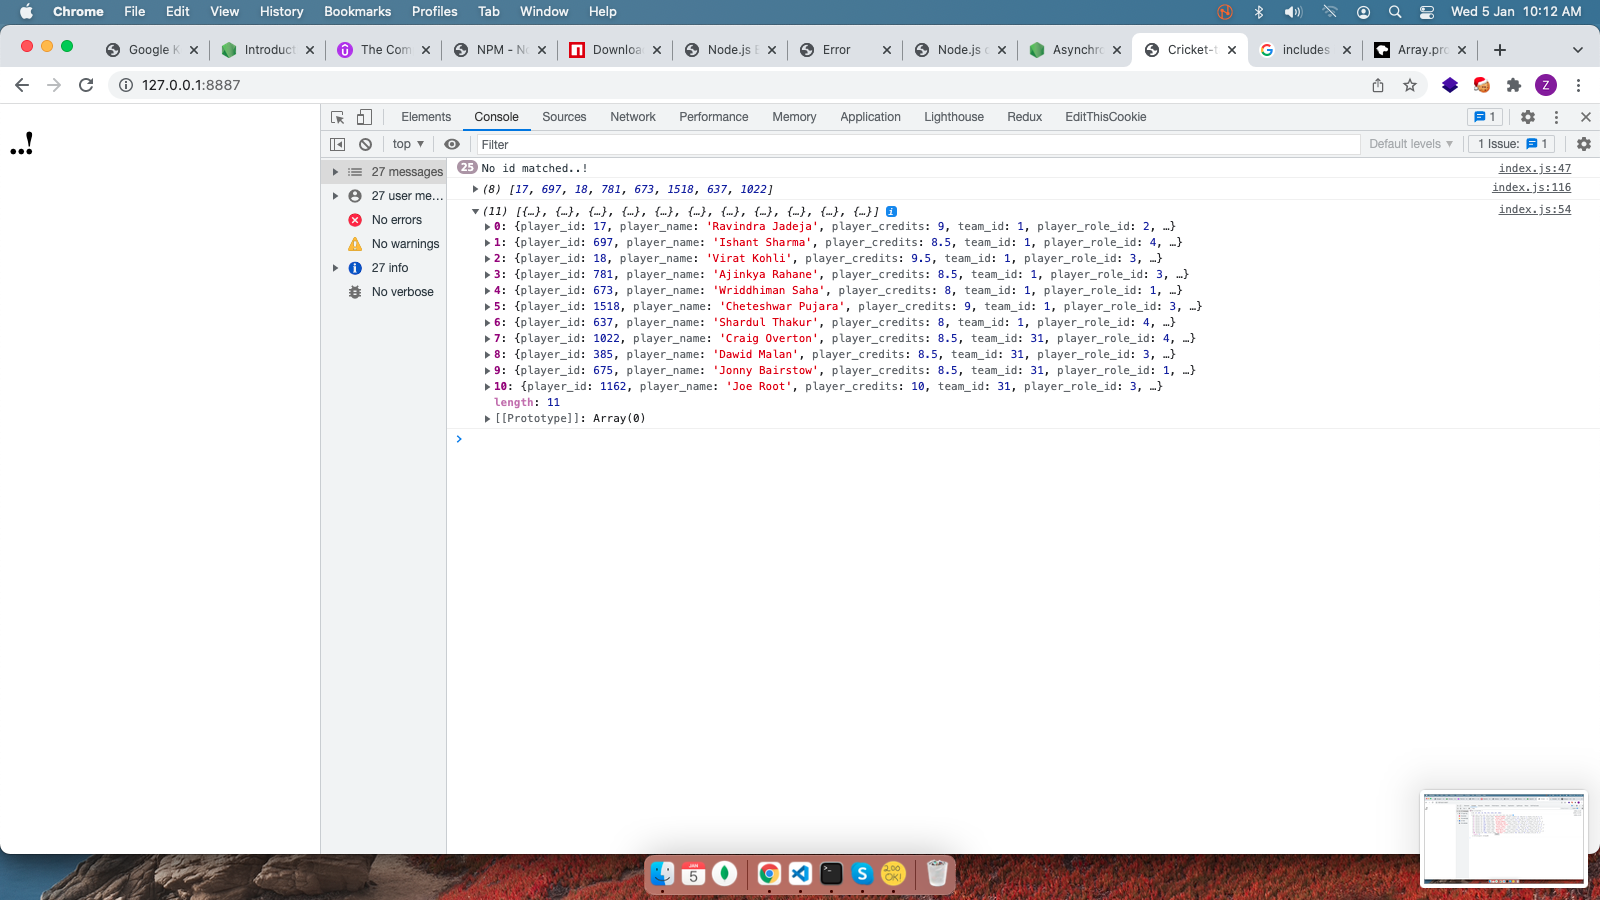 Chrome File Edit View History Bookmarks Profiles Tab Window Help Wed 5 Jan 10:12 AM
Google K Introduct The Com NPM - No Downloa Node.js E Error Node.js c Asynchro Cricket-t includes Array.pro
127.0.0.1:8887 Z
..!
Elements Console Sources Network Performance Memory Application Lighthouse Redux EditThisCookie 1
top ▼ Filter Default levels ▼ 1 Issue: 1
27 messages
27 user me...
No errors
No warnings
27 info
No verbose
25 No id matched..! index.js:47
(8) [17, 697, 18, 781, 673, 1518, 637, 1022] index.js:116
(11) [{…}, {…}, {…}, {…}, {…}, {…}, {…}, {…}, {…}, {…}, {…}] i index.js:54
0: {player_id: 17, player_name: 'Ravindra Jadeja', player_credits: 9, team_id: 1, player_role_id: 2, …}
1: {player_id: 697, player_name: 'Ishant Sharma', player_credits: 8.5, team_id: 1, player_role_id: 4, …}
2: {player_id: 18, player_name: 'Virat Kohli', player_credits: 9.5, team_id: 1, player_role_id: 3, …}
3: {player_id: 781, player_name: 'Ajinkya Rahane', player_credits: 8.5, team_id: 1, player_role_id: 3, …}
4: {player_id: 673, player_name: 'Wriddhiman Saha', player_credits: 8, team_id: 1, player_role_id: 1, …}
5: {player_id: 1518, player_name: 'Cheteshwar Pujara', player_credits: 9, team_id: 1, player_role_id: 3, …}
6: {player_id: 637, player_name: 'Shardul Thakur', player_credits: 8, team_id: 1, player_role_id: 4, …}
7: {player_id: 1022, player_name: 'Craig Overton', player_credits: 8.5, team_id: 31, player_role_id: 4, …}
8: {player_id: 385, player_name: 'Dawid Malan', player_credits: 8.5, team_id: 31, player_role_id: 3, …}
9: {player_id: 675, player_name: 'Jonny Bairstow', player_credits: 8.5, team_id: 31, player_role_id: 1, …}
10: {player_id: 1162, player_name: 'Joe Root', player_credits: 10, team_id: 31, player_role_id: 3, …}
length: 11
[[Prototype]]: Array(0)
JAN 5 S 2.00 OK!